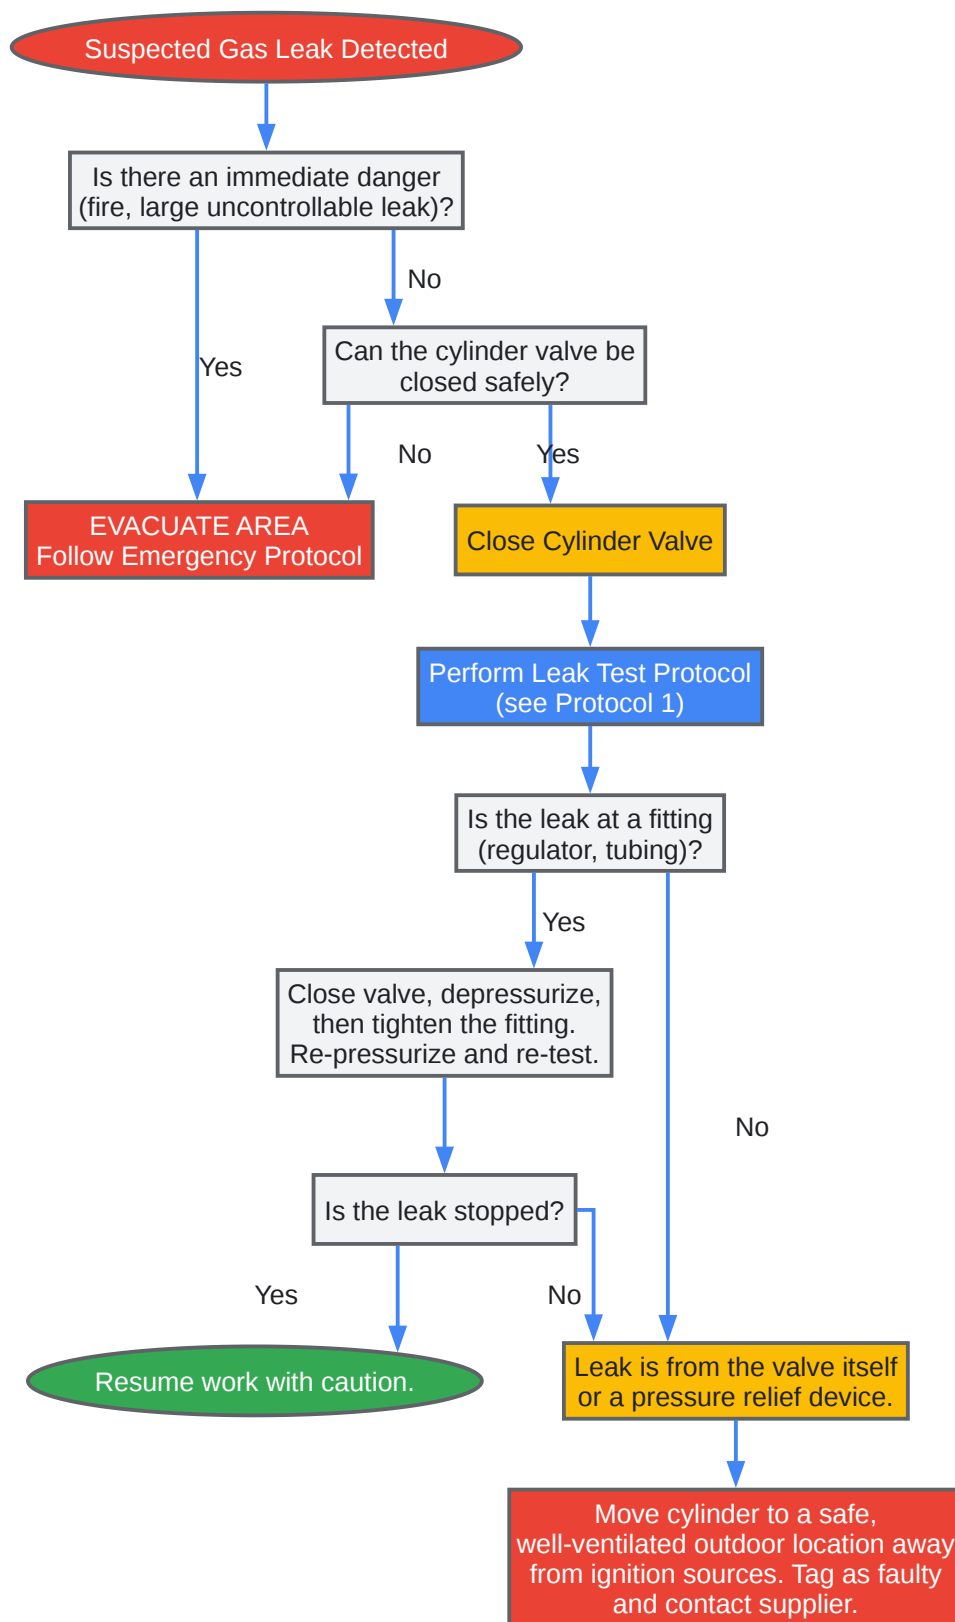 Suspected Gas Leak Detected
Is there an immediate danger
(fire, large uncontrollable leak)?
No
Yes
Can the cylinder valve be
closed safely?
No
Yes
EVACUATE AREA
Follow Emergency Protocol
Close Cylinder Valve
Perform Leak Test Protocol
(see Protocol 1)
Is the leak at a fitting
(regulator, tubing)?
Yes
Close valve, depressurize,
then tighten the fitting.
Re-pressurize and re-test.
No
Is the leak stopped?
Yes
No
Resume work with caution.
Leak is from the valve itself
or a pressure relief device.
Move cylinder to a safe,
well-ventilated outdoor location away
from ignition sources. Tag as faulty
and contact supplier.